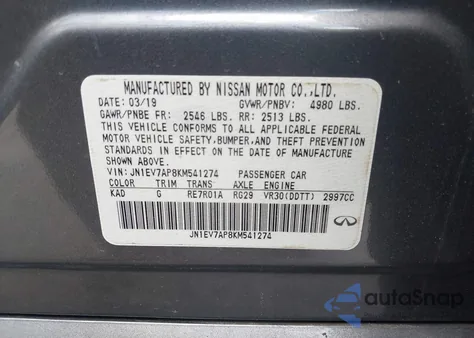 MANUFACTURED BY NISSAN MOTOR CO.,LTD.
DATE: 03/19 GVWR/PNBV: 4980 LBS.
GAWR/PNBE FR: 2546 LBS. RR: 2513 LBS.
THIS VEHICLE CONFORMS TO ALL APPLICABLE FEDERAL
MOTOR VEHICLE SAFETY,BUMPER,AND THEFT PREVENTION
STANDARDS IN EFFECT ON THE DATE OF MANUFACTURE
SHOWN ABOVE.
VIN: JN1EV7AP8KM541274 PASSENGER CAR
COLOR TRIM TRANS AXLE ENGINE
KAD G RE7R01A RG29 VR30(DDTT) 2997CC
JN1EV7AP8KM541274
autoSnap